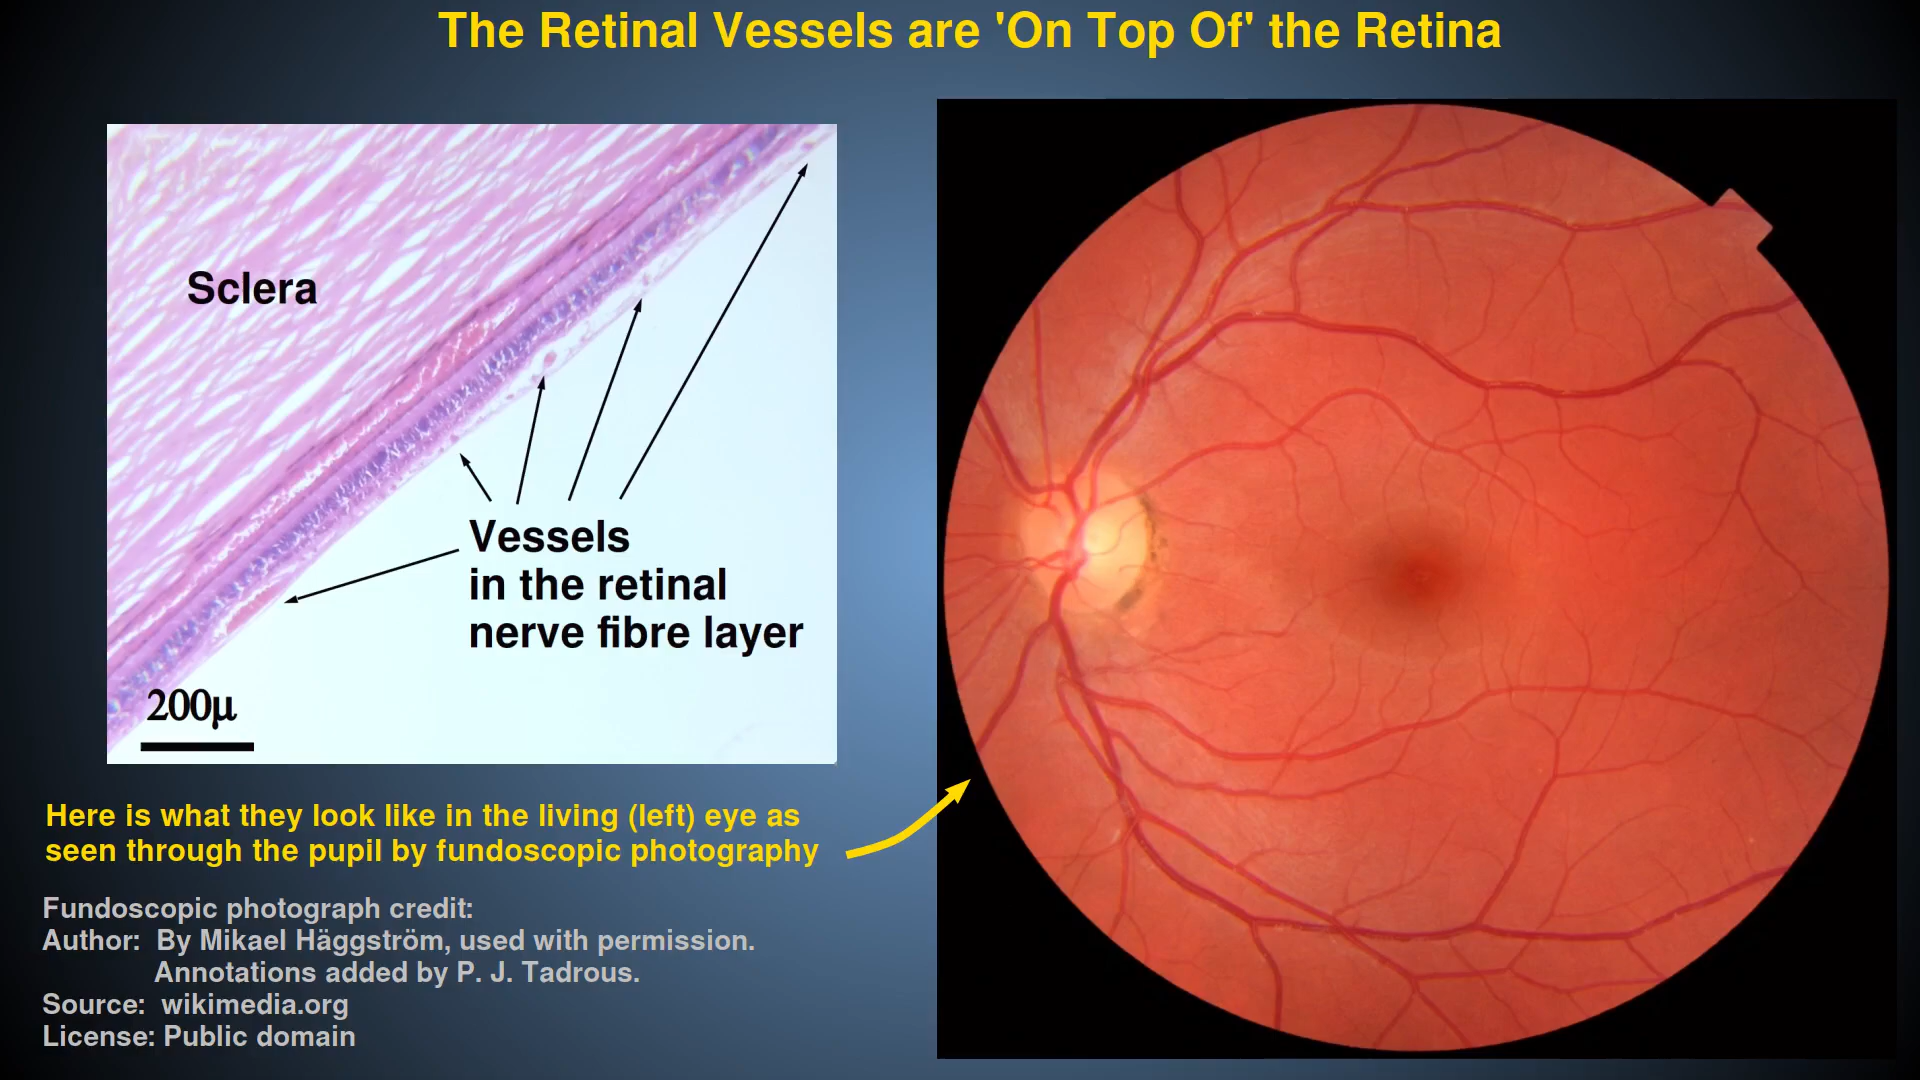 The Retinal Vessels are 'On Top Of' the Retina
Sclera
Vessels
in the retinal
nerve fibre layer
200µ
Here is what they look like in the living (left) eye as
seen through the pupil by fundoscopic photography
Fundoscopic photograph credit:
Author: By Mikael Häggström, used with permission.
Annotations added by P. J. Tadrous.
Source: wikimedia.org
License: Public domain